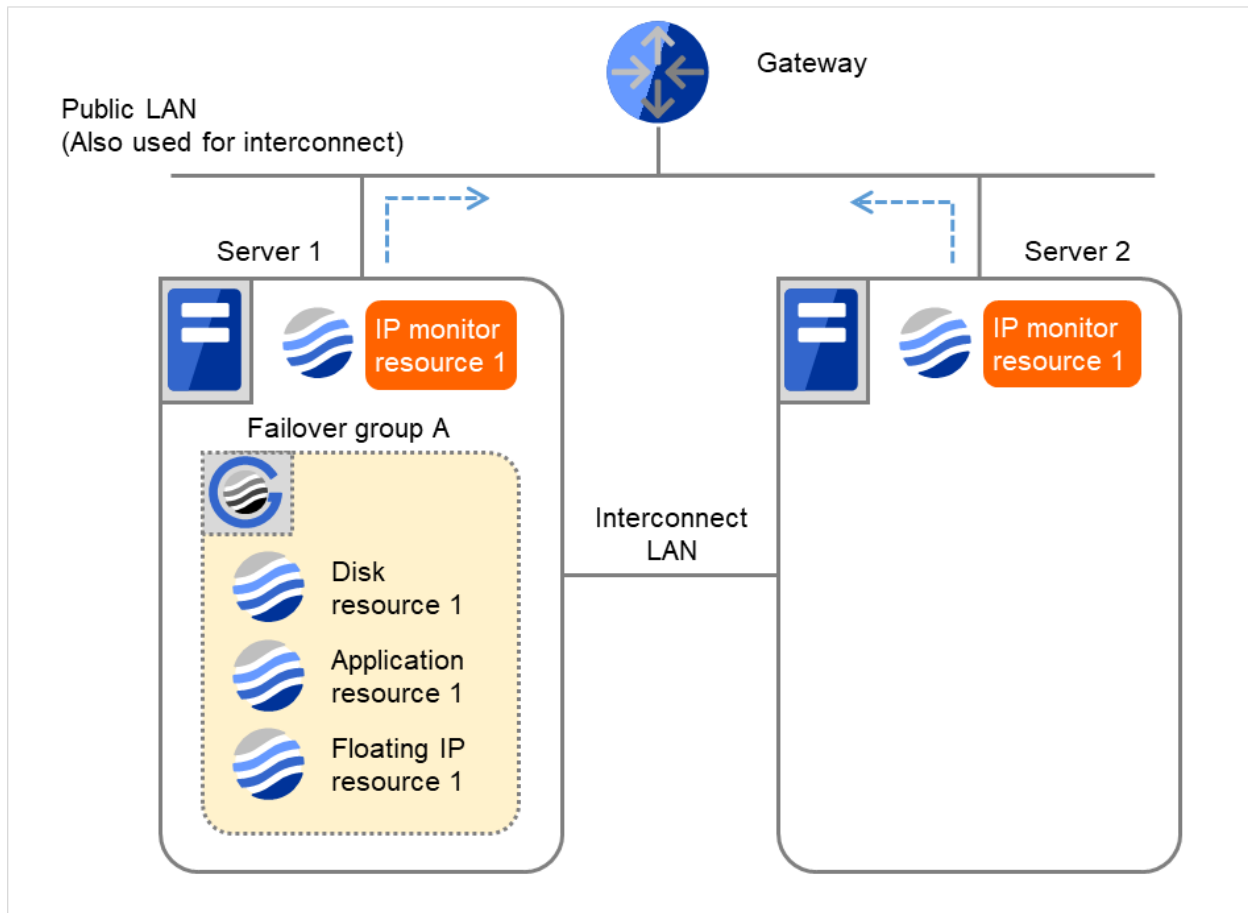 Gateway
Public LAN
(Also used for interconnect)
Server 1
Server 2
IP monitor
resource 1
IP monitor
resource 1
Failover group A
Disk
resource 1
Application
resource 1
Floating IP
resource 1
Interconnect
LAN